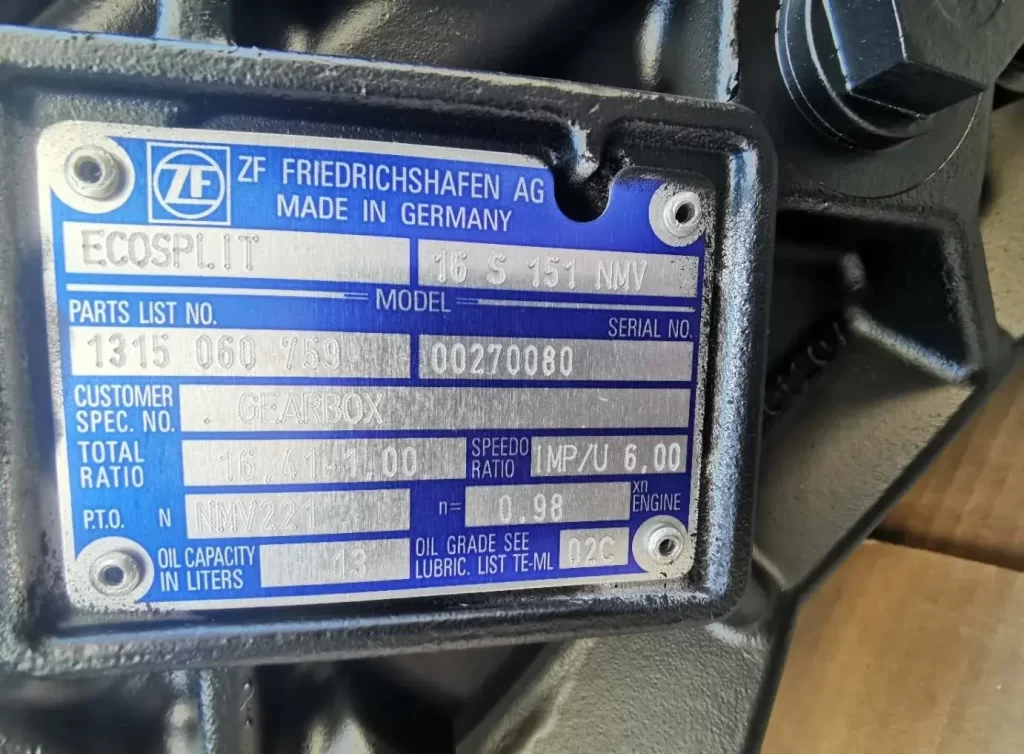 ZF
ZF FRIEDRICHSHAFEN AG
MADE IN GERMANY
ECOSPLIT 16 S 151 NMV
MODEL
PARTS LIST NO. SERIAL NO.
1315 060 759 00270080
CUSTOMER
SPEC. NO. . GEARBOX
TOTAL
RATIO 16,41-1.00 SPEEDO
RATIO IMP/U 6,00
P.T.O. N NMV221 n= 0.98 xn
ENGINE
OIL CAPACITY
IN LITERS 13 OIL GRADE SEE
LUBRIC. LIST TE-ML 02C